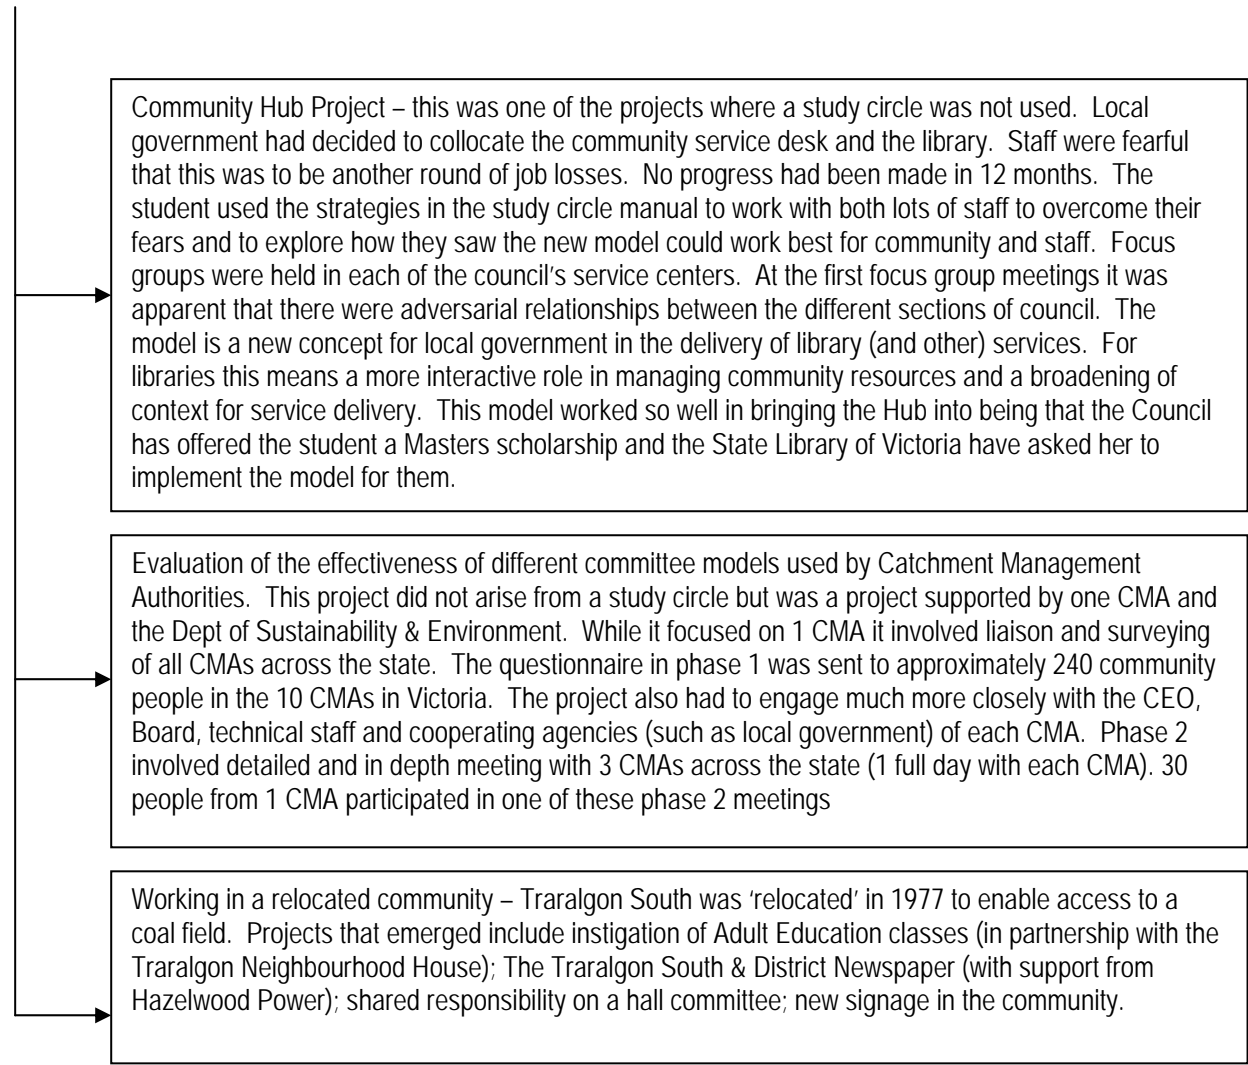 Community Hub Project – this was one of the projects where a study circle was not used.  Local
government had decided to collocate the community service desk and the library.  Staff were fearful
that this was to be another round of job losses.  No progress had been made in 12 months.  The
student used the strategies in the study circle manual to work with both lots of staff to overcome their
fears and to explore how they saw the new model could work best for community and staff.  Focus
groups were held in each of the council's service centers.  At the first focus group meetings it was
apparent that there were adversarial relationships between the different sections of council.  The
model is a new concept for local government in the delivery of library (and other) services.  For
libraries this means a more interactive role in managing community resources and a broadening of
context for service delivery.  This model worked so well in bringing the Hub into being that the Council
has offered the student a Masters scholarship and the State Library of Victoria have asked her to
implement the model for them.
Evaluation of the effectiveness of different committee models used by Catchment Management
Authorities.  This project did not arise from a study circle but was a project supported by one CMA and
the Dept of Sustainability & Environment.  While it focused on 1 CMA it involved liaison and surveying
of all CMAs across the state.  The questionnaire in phase 1 was sent to approximately 240 community
people in the 10 CMAs in Victoria.  The project also had to engage much more closely with the CEO,
Board, technical staff and cooperating agencies (such as local government) of each CMA.  Phase 2
involved detailed and in depth meeting with 3 CMAs across the state (1 full day with each CMA). 30
people from 1 CMA participated in one of these phase 2 meetings
Working in a relocated community – Traralgon South was 'relocated' in 1977 to enable access to a
coal field.  Projects that emerged include instigation of Adult Education classes (in partnership with the
Traralgon Neighbourhood House); The Traralgon South & District Newspaper (with support from
Hazelwood Power); shared responsibility on a hall committee; new signage in the community.